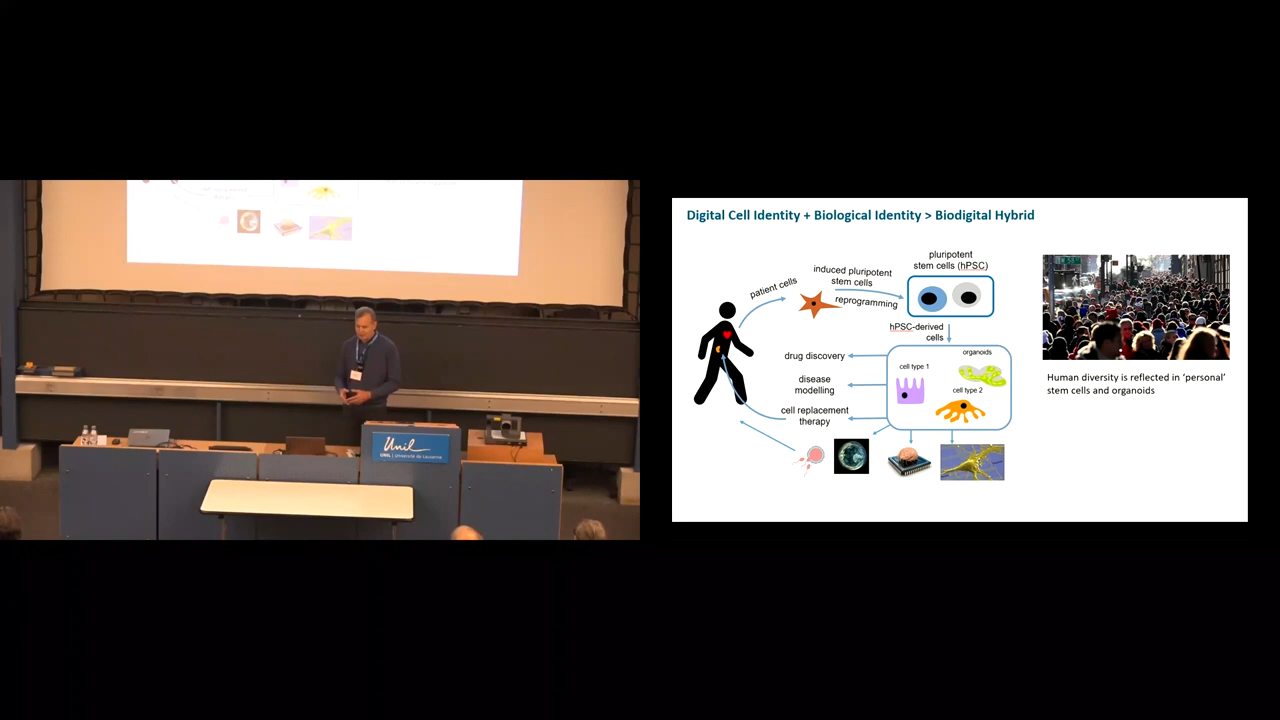 Digital Cell Identity + Biological Identity > Biodigital Hybrid
pluripotent
stem cells (hPSC)
induced pluripotent
stem cells
patient cells
reprogramming
hPSC-derived
cells
drug discovery
disease
modelling
cell replacement
therapy
organoids
cell type 1
cell type 2
Human diversity is reflected in ‘personal’
stem cells and organoids
Unil
UNIL | Université de Lausanne